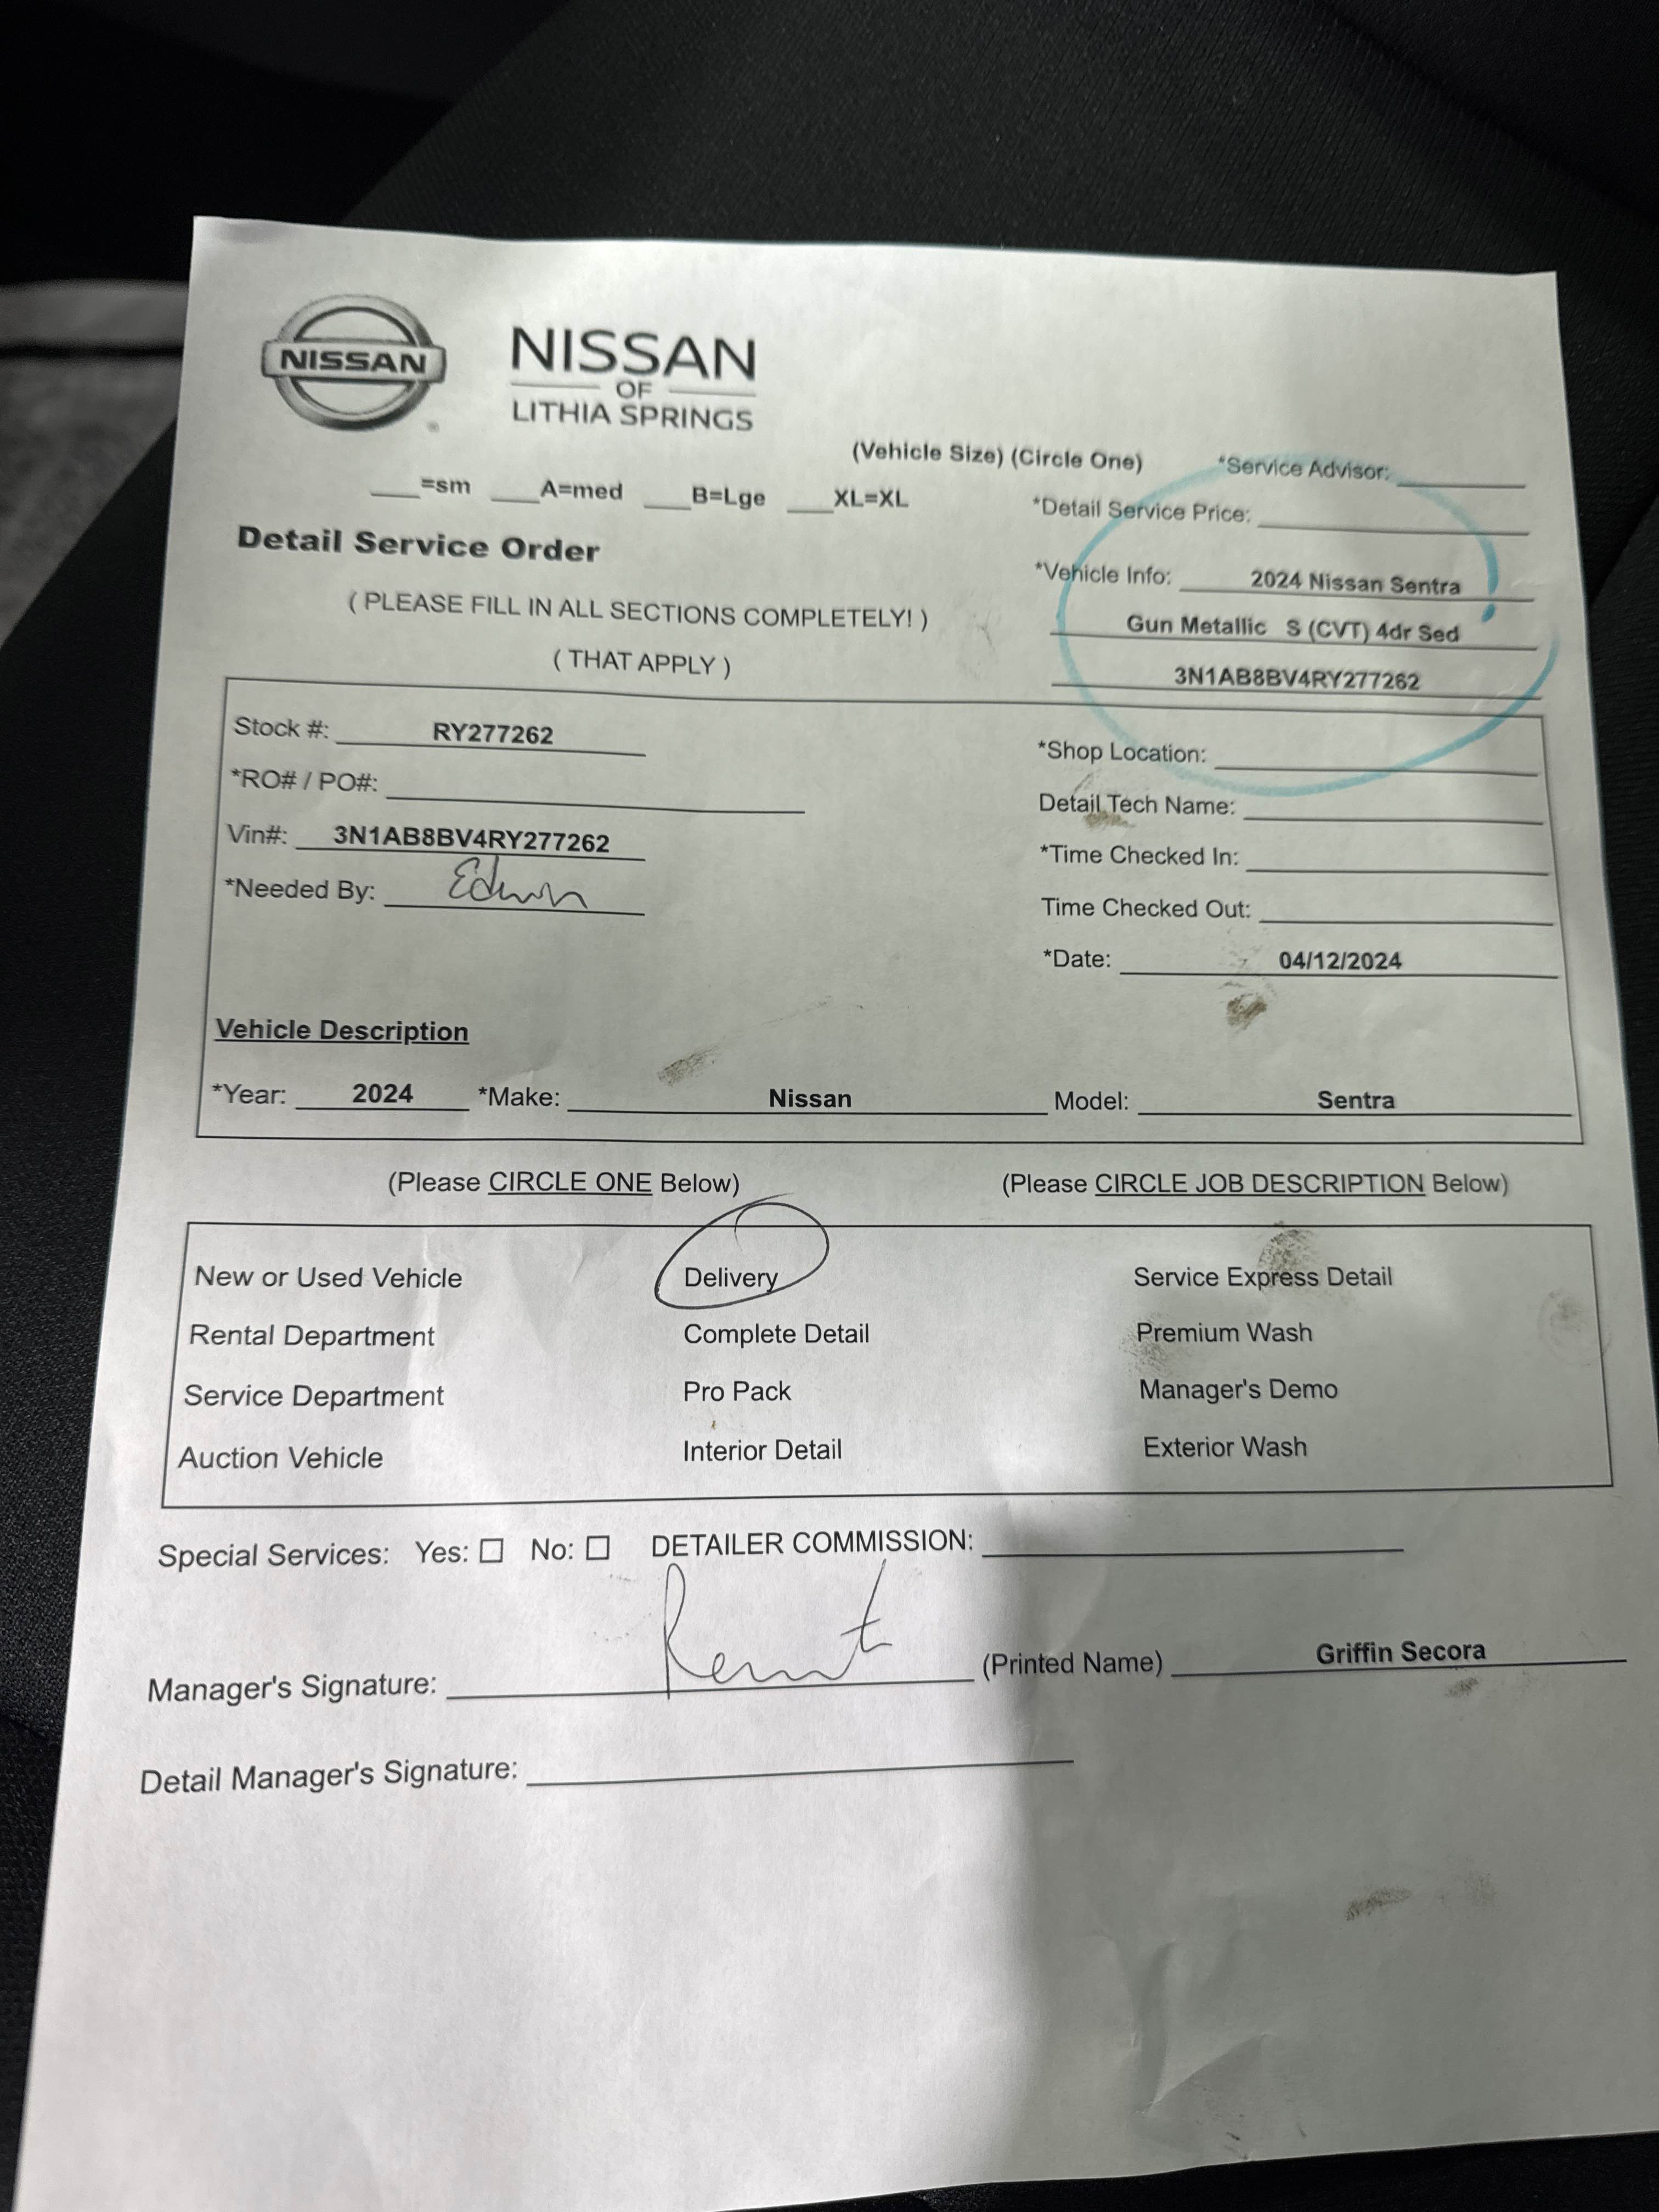 NISSAN
NISSAN
OF
LITHIA SPRINGS
(Vehicle Size) (Circle One) *Service Advisor:
=sm A=med B=Lge XL=XL *Detail Service Price:
Detail Service Order
*Vehicle Info: 2024 Nissan Sentra
( PLEASE FILL IN ALL SECTIONS COMPLETELY! ) Gun Metallic S (CVT) 4dr Sed
( THAT APPLY ) 3N1AB8BV4RY277262
Stock #: RY277262 *Shop Location:
*RO# / PO#: Detail Tech Name:
Vin#: 3N1AB8BV4RY277262 *Time Checked In:
*Needed By: Edwin Time Checked Out:
*Date: 04/12/2024
Vehicle Description
*Year: 2024 *Make: Nissan Model: Sentra
(Please CIRCLE ONE Below) (Please CIRCLE JOB DESCRIPTION Below)
New or Used Vehicle Delivery Service Express Detail
Rental Department Complete Detail Premium Wash
Service Department Pro Pack Manager's Demo
Auction Vehicle Interior Detail Exterior Wash
Special Services: Yes: ☐ No: ☐ DETAILER COMMISSION:
Manager's Signature: (Printed Name) Griffin Secora
Detail Manager's Signature: